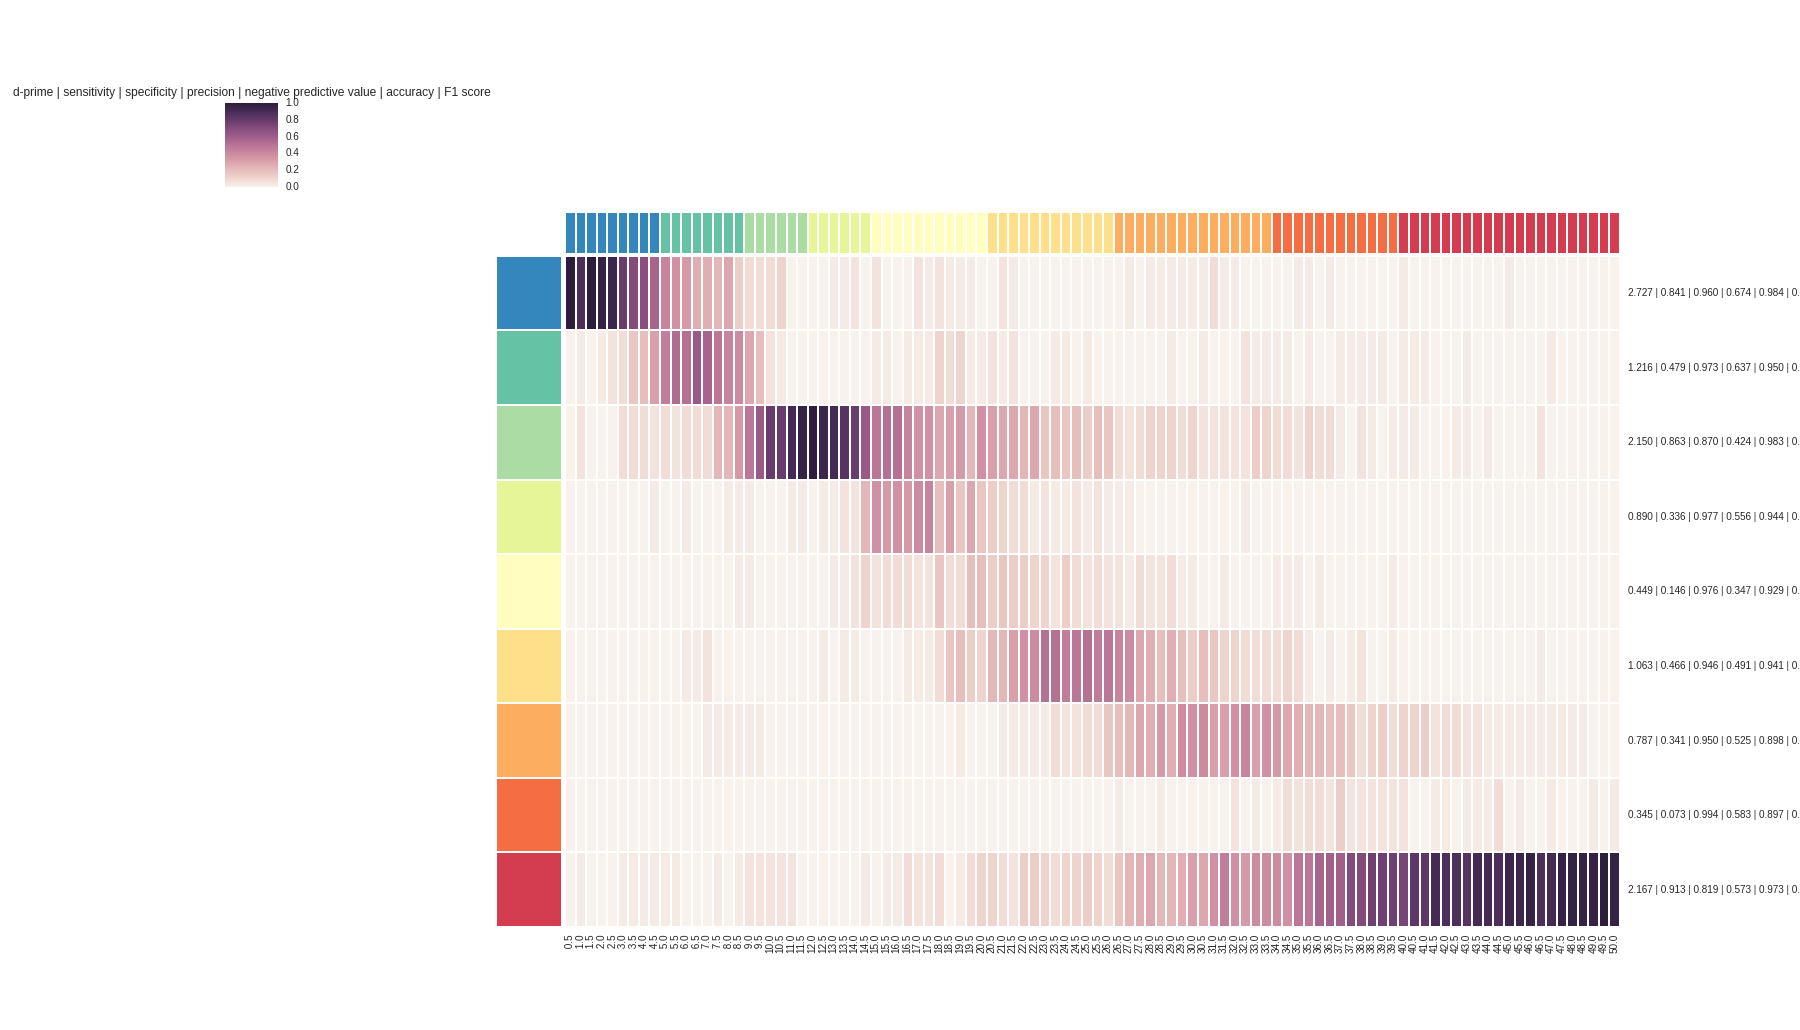 d-prime | sensitivity | specificity | precision | negative predictive value | accuracy | F1 score
1.0
0.8
0.6
0.4
0.2
0.0
2.727 | 0.841 | 0.960 | 0.674 | 0.984 | 0.
1.216 | 0.479 | 0.973 | 0.637 | 0.950 | 0.
2.150 | 0.863 | 0.870 | 0.424 | 0.983 | 0.
0.890 | 0.336 | 0.977 | 0.556 | 0.944 | 0.
0.449 | 0.146 | 0.976 | 0.347 | 0.929 | 0.
1.063 | 0.466 | 0.946 | 0.491 | 0.941 | 0.
0.787 | 0.341 | 0.950 | 0.525 | 0.898 | 0.
0.345 | 0.073 | 0.994 | 0.583 | 0.897 | 0.
2.167 | 0.913 | 0.819 | 0.573 | 0.973 | 0.
0.5 1.0 1.5 2.0 2.5 3.0 3.5 4.0 4.5 5.0 5.5 6.0 6.5 7.0 7.5 8.0 8.5 9.0 9.5 10.0 10.5 11.0 11.5 12.0 12.5 13.0 13.5 14.0 14.5 15.0 15.5 16.0 16.5 17.0 17.5 18.0 18.5 19.0 19.5 20.0 20.5 21.0 21.5 22.0 22.5 23.0 23.5 24.0 24.5 25.0 25.5 26.0 26.5 27.0 27.5 28.0 28.5 29.0 29.5 30.0 30.5 31.0 31.5 32.0 32.5 33.0 33.5 34.0 34.5 35.0 35.5 36.0 36.5 37.0 37.5 38.0 38.5 39.0 39.5 40.0 40.5 41.0 41.5 42.0 42.5 43.0 43.5 44.0 44.5 45.0 45.5 46.0 46.5 47.0 47.5 48.0 48.5 49.0 49.5 50.0